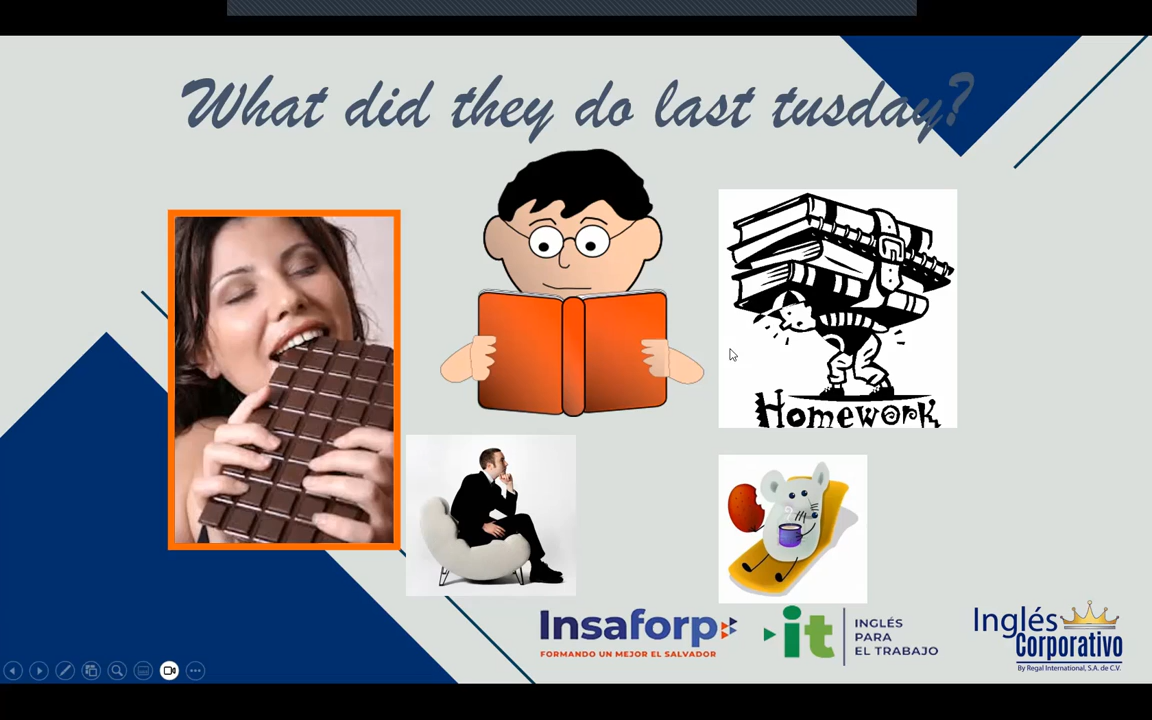 What did they do last tusday?
Homework
Insaforp
FORMANDO UN MEJOR EL SALVADOR
it
INGLÉS
PARA
EL TRABAJO
Inglés
Corporativo
By Regal International, S.A. de C.V.